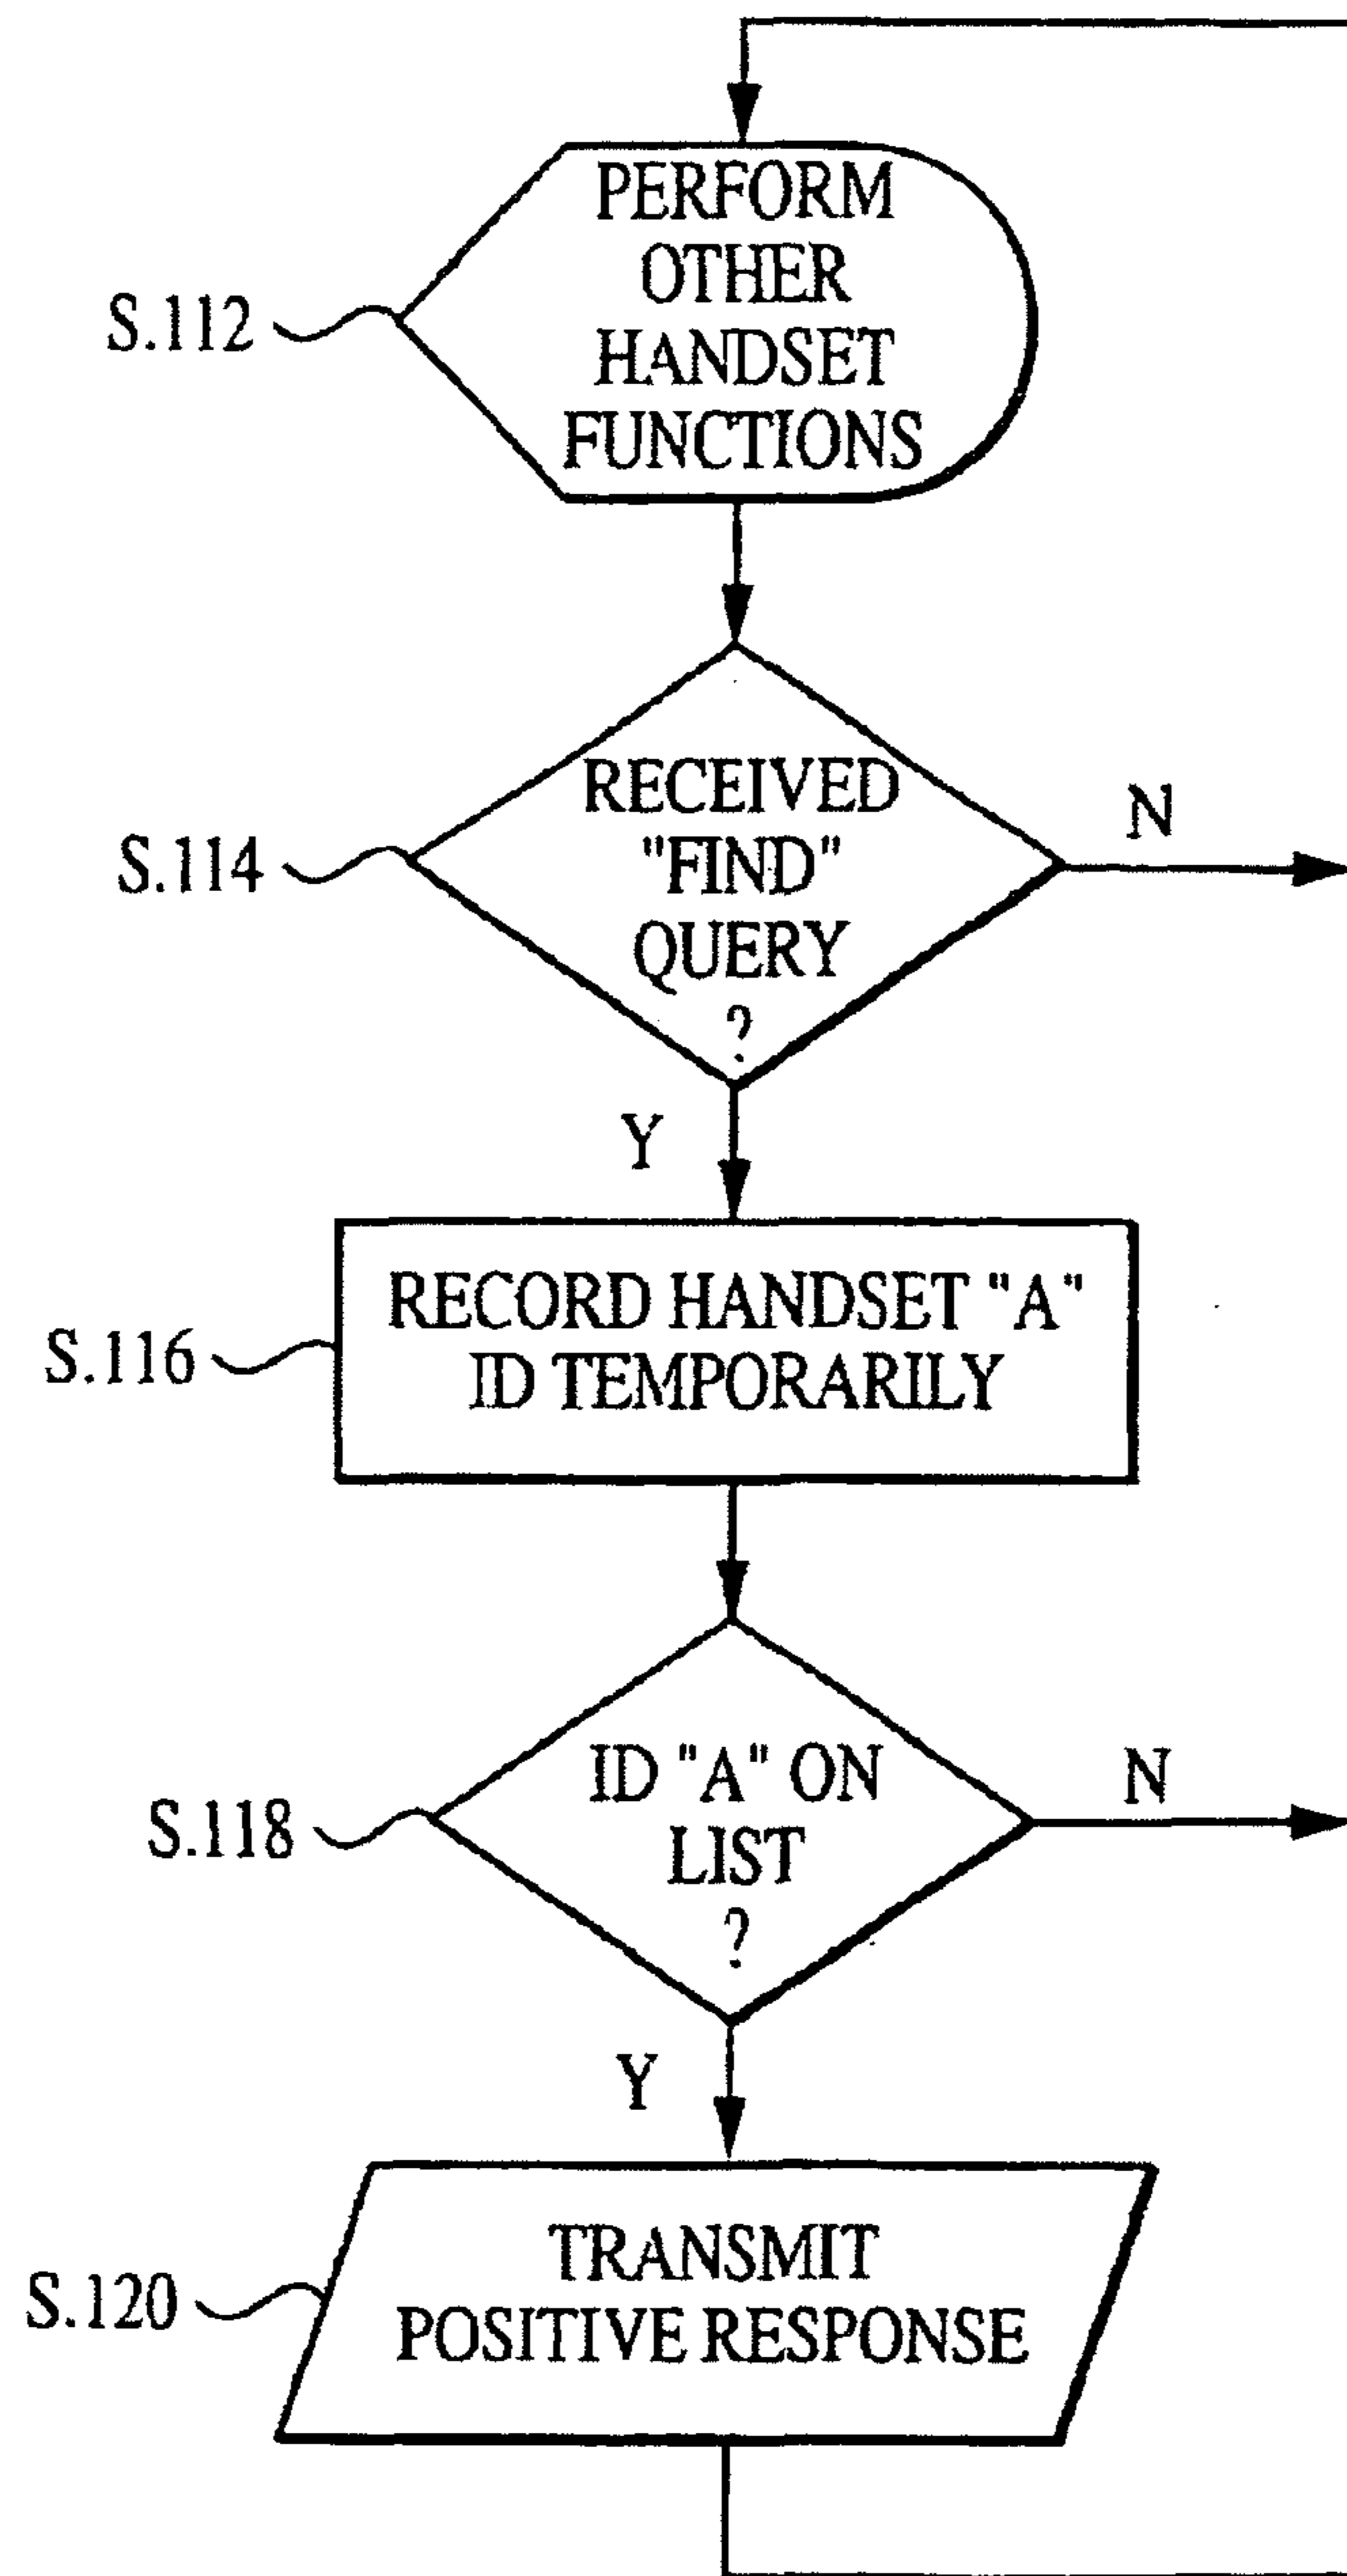 PERFORM
OTHER
HANDSET
FUNCTIONS
S.112
RECEIVED
"FIND"
QUERY
?
S.114
N
Y
RECORD HANDSET "A"
ID TEMPORARILY
S.116
ID "A" ON
LIST
?
S.118
N
Y
TRANSMIT
POSITIVE RESPONSE
S.120